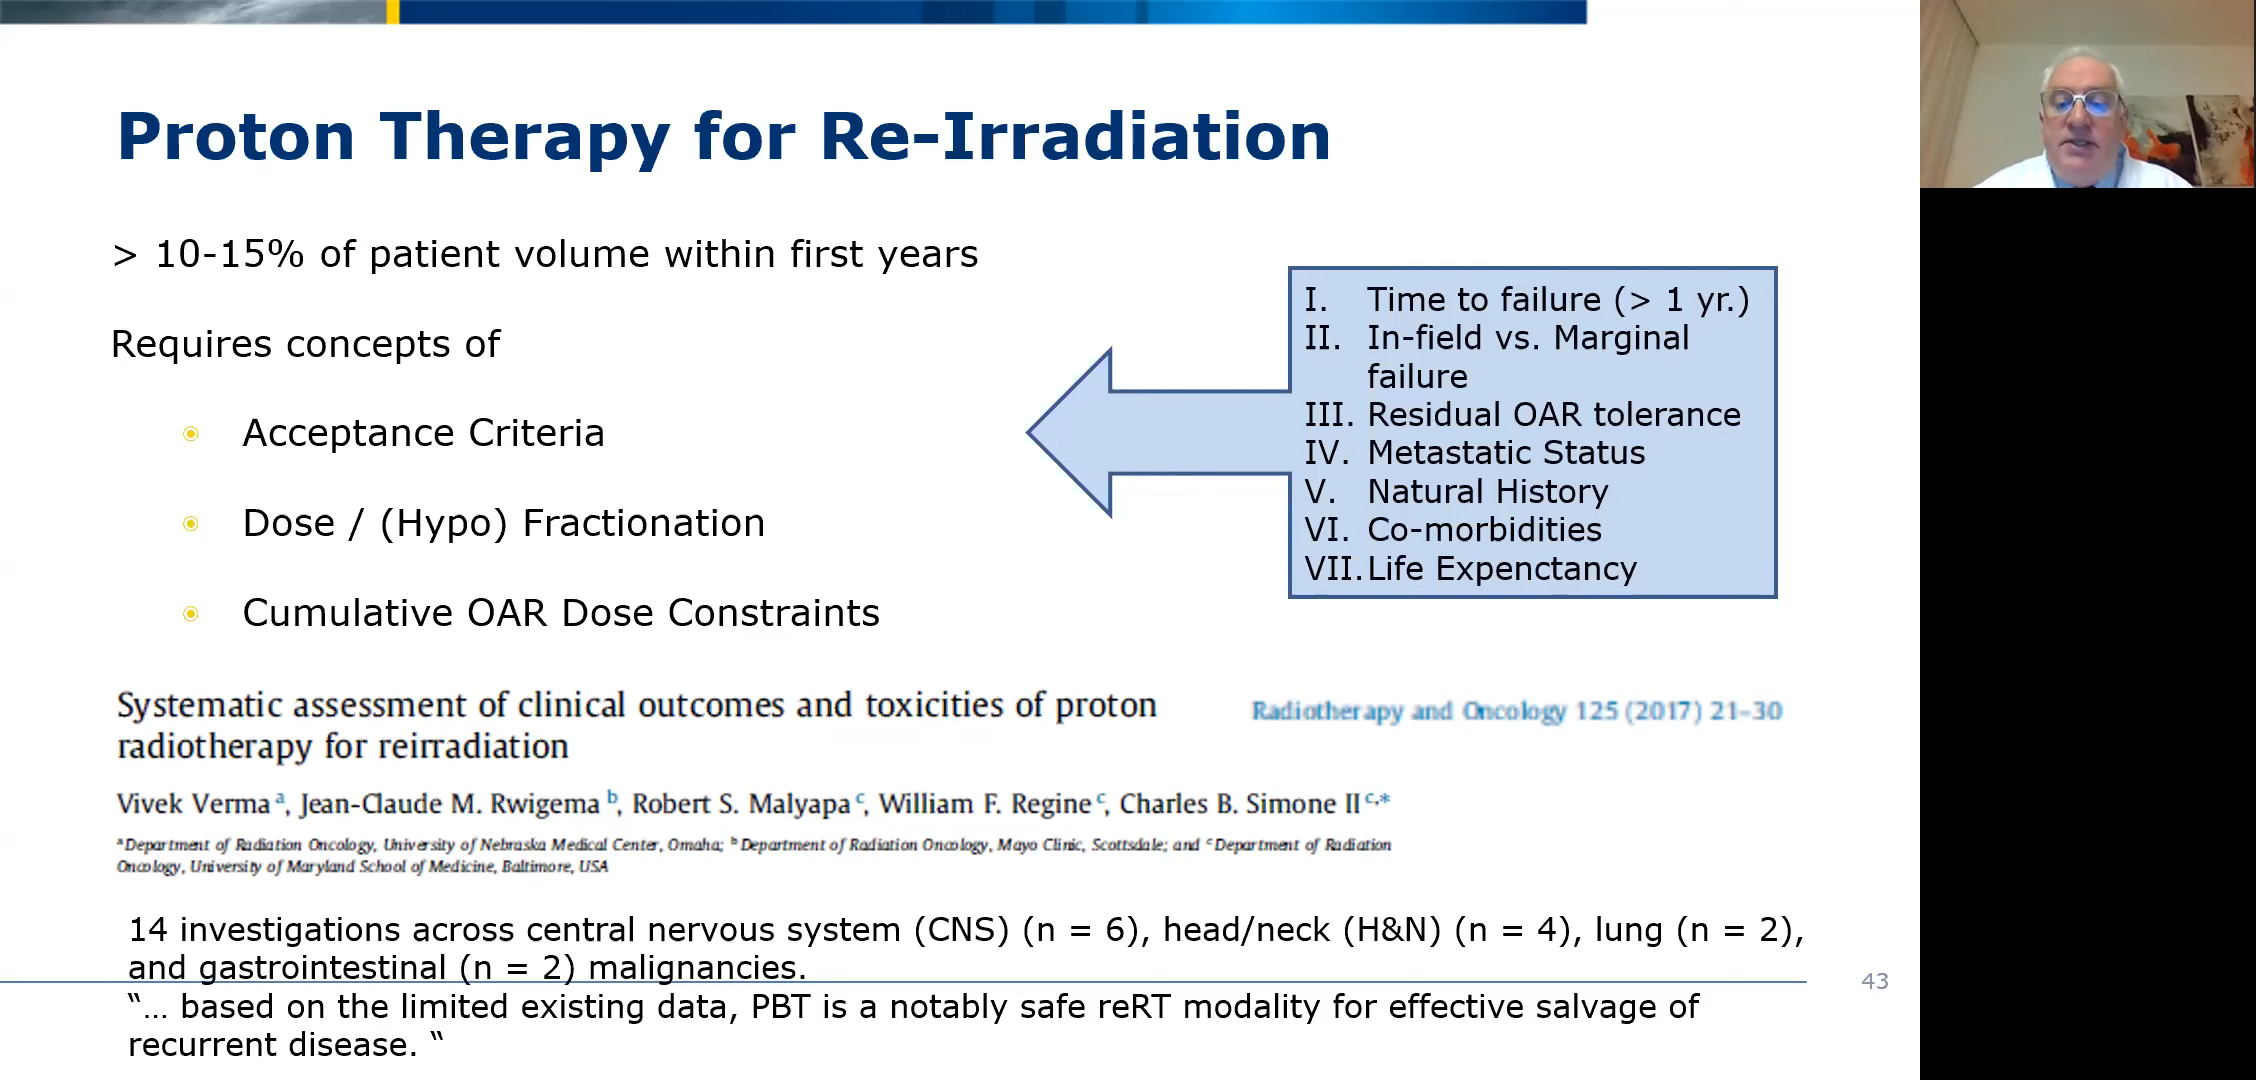 Proton Therapy for Re-Irradiation
> 10-15% of patient volume within first years
Requires concepts of
Acceptance Criteria
Dose / (Hypo) Fractionation
Cumulative OAR Dose Constraints
I. Time to failure (> 1 yr.)
II. In-field vs. Marginal
failure
III. Residual OAR tolerance
IV. Metastatic Status
V. Natural History
VI. Co-morbidities
VII. Life Expenctancy
Systematic assessment of clinical outcomes and toxicities of proton
radiotherapy for reirradiation
Radiotherapy and Oncology 125 (2017) 21–30
Vivek Verma a, Jean-Claude M. Rwigema b, Robert S. Malyapa c, William F. Regine c, Charles B. Simone II c,*
a Department of Radiation Oncology, University of Nebraska Medical Center, Omaha; b Department of Radiation Oncology, Mayo Clinic, Scottsdale; and c Department of Radiation
Oncology, University of Maryland School of Medicine, Baltimore, USA
14 investigations across central nervous system (CNS) (n = 6), head/neck (H&N) (n = 4), lung (n = 2),
and gastrointestinal (n = 2) malignancies.
“… based on the limited existing data, PBT is a notably safe reRT modality for effective salvage of
recurrent disease. “
43